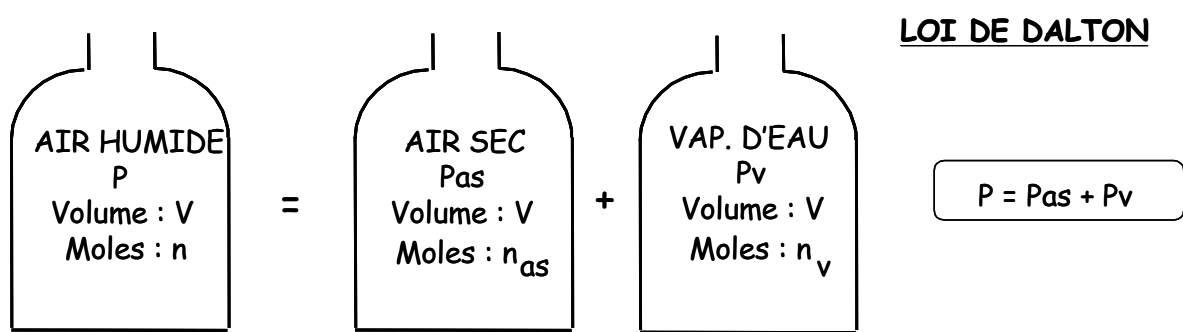 LOI DE DALTON
AIR HUMIDE
P
Volume : V
Moles : n
=
AIR SEC
Pas
Volume : V
Moles : nas
+
VAP. D'EAU
Pv
Volume : V
Moles : nv
P = Pas + Pv